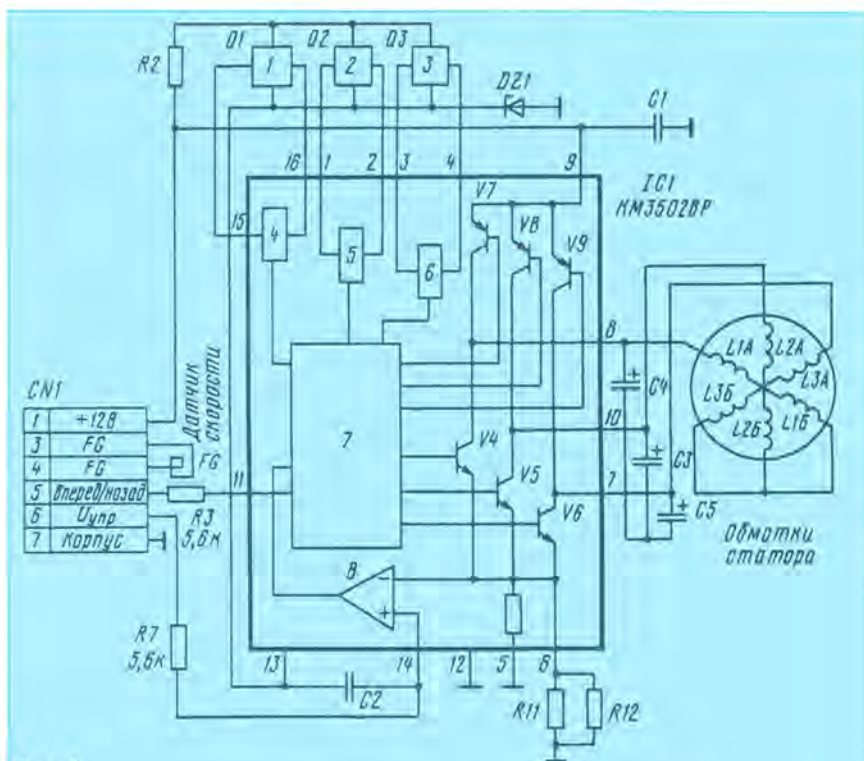 Q1
Q2
Q3
R2
1
2
3
DZ1
C1
16
1
2
3
4
9
IC1
КМ3502ВР
V7
V8
V9
15
4
5
6
8
L1A
L2A
L3A
L3Б
L2Б
L1Б
C4
10
C3
7
C5
Обмотки
статора
CN1
1 +12В
3 FG
4 FG
5 Вперед/назад
6 Uупр
7 Корпус
Датчик
скорости
FG
R3
5,6к
11
7
V4
V5
V6
8
R7
5,6к
13
14
12
5
6
C2
R11
R12